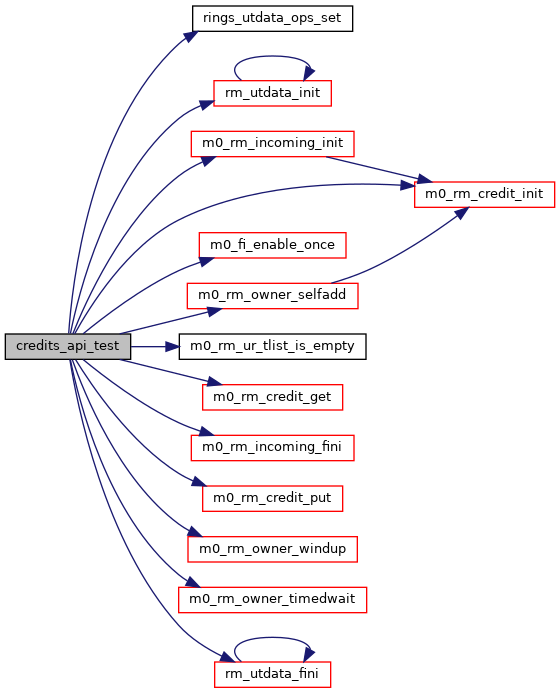 rings_utdata_ops_set
rm_utdata_init
m0_rm_incoming_init
m0_rm_credit_init
m0_fi_enable_once
m0_rm_owner_selfadd
credits_api_test
m0_rm_ur_tlist_is_empty
m0_rm_credit_get
m0_rm_incoming_fini
m0_rm_credit_put
m0_rm_owner_windup
m0_rm_owner_timedwait
rm_utdata_fini